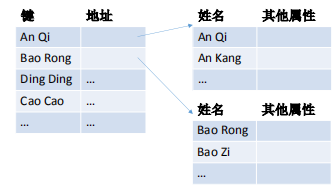 键 地址
An Qi
Bao Rong
Ding Ding …
Cao Cao …
… …
姓名 其他属性
An Qi
An Kang
…
姓名 其他属性
Bao Rong
Bao Zi
…